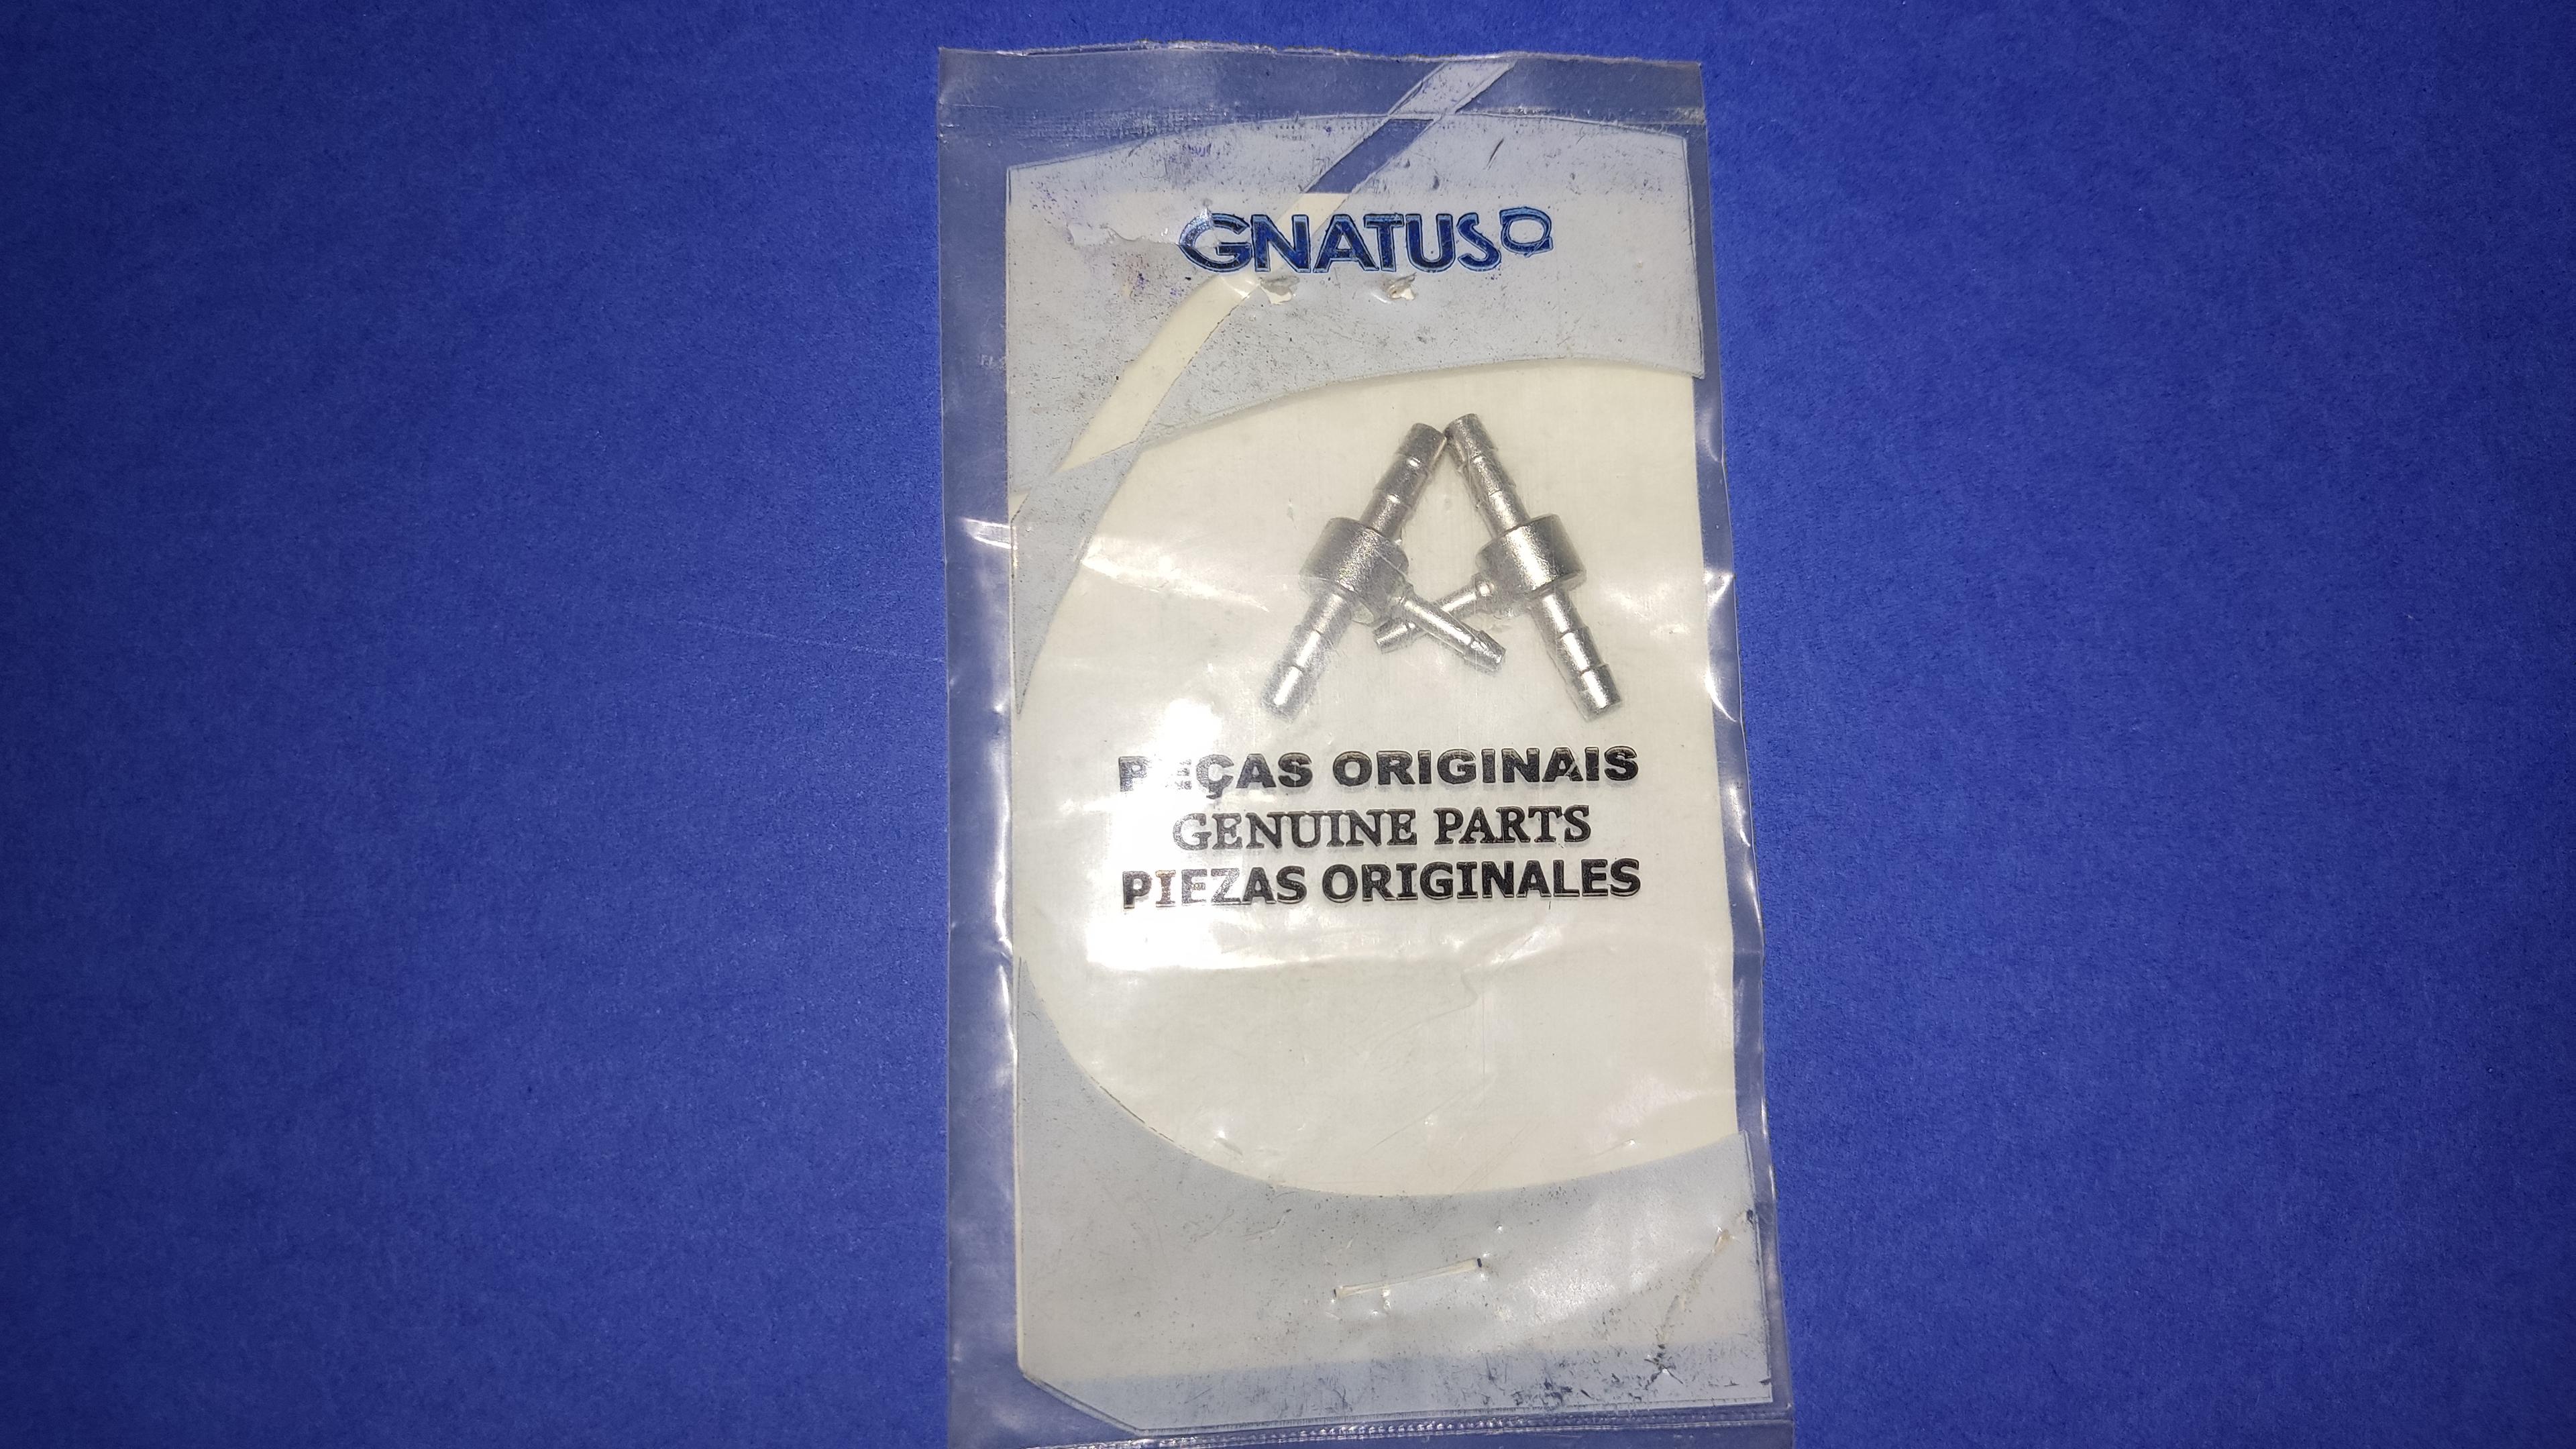 GNATUS
PEÇAS ORIGINAIS
GENUINE PARTS
PIEZAS ORIGINALES